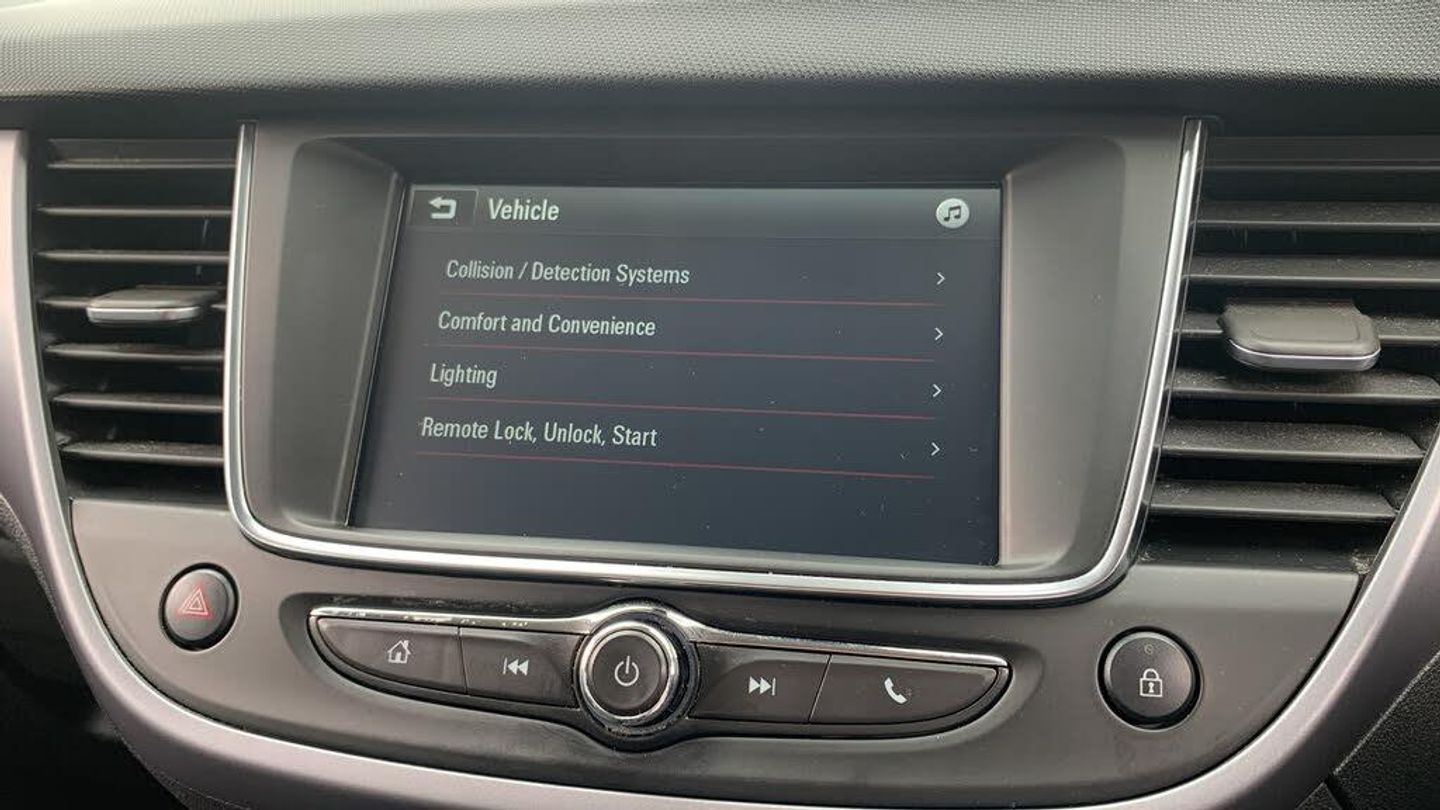 Vehicle
Collision / Detection Systems
Comfort and Convenience
Lighting
Remote Lock, Unlock, Start